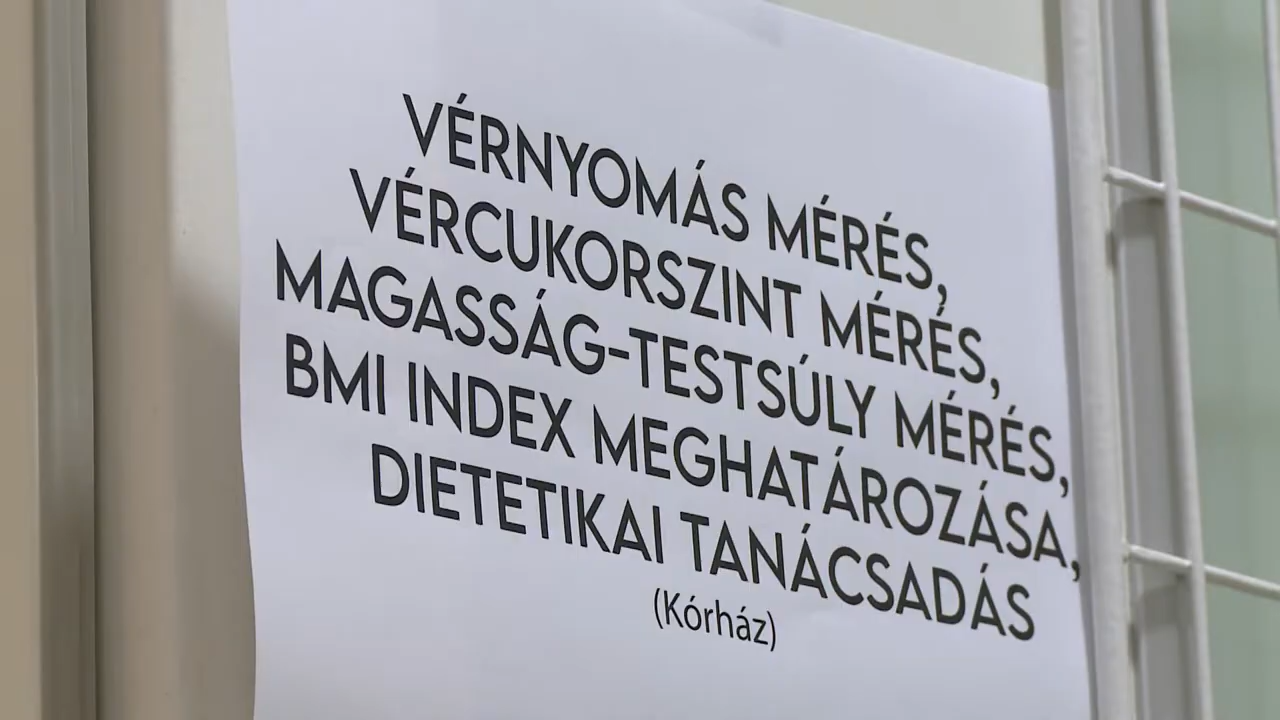 VÉRNYOMÁS MÉRÉS,
VÉRCUKORSZINT MÉRÉS,
MAGASSÁG-TESTSÚLY MÉRÉS,
BMI INDEX MEGHATÁROZÁSA,
DIETETIKAI TANÁCSADÁS
(Kórház)